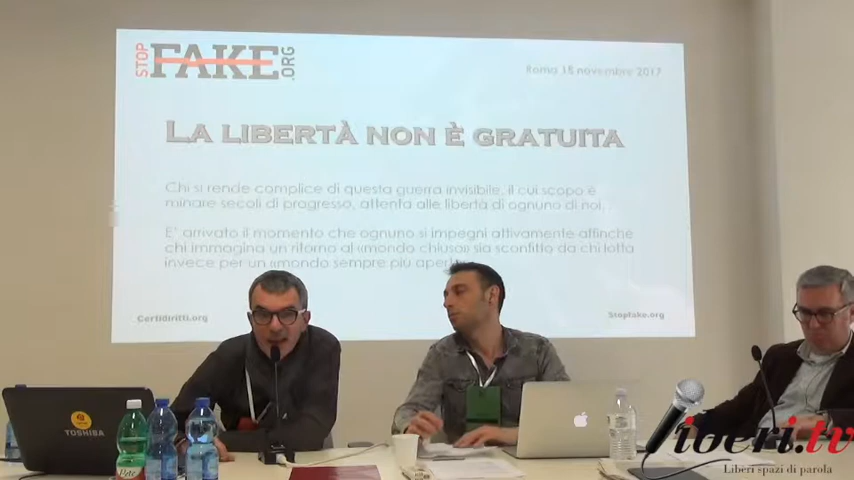 STOP FAKE .ORG
Roma 15 novembre 2017
LA LIBERTÀ NON È GRATUITA
Chi si rende complice di questa guerra invisibile, il cui scopo è
minare secoli di progresso, attenta alle libertà di ognuno di noi.
E' arrivato il momento che ognuno si impegni attivamente affinche
chi immagina un ritorno al «mondo chiuso» sia sconfitto da chi lotta
invece per un «mondo sempre più
Certidiritti.org
Stopfake.org
TOSHIBA
liberi.tv
Liberi spazi di parola